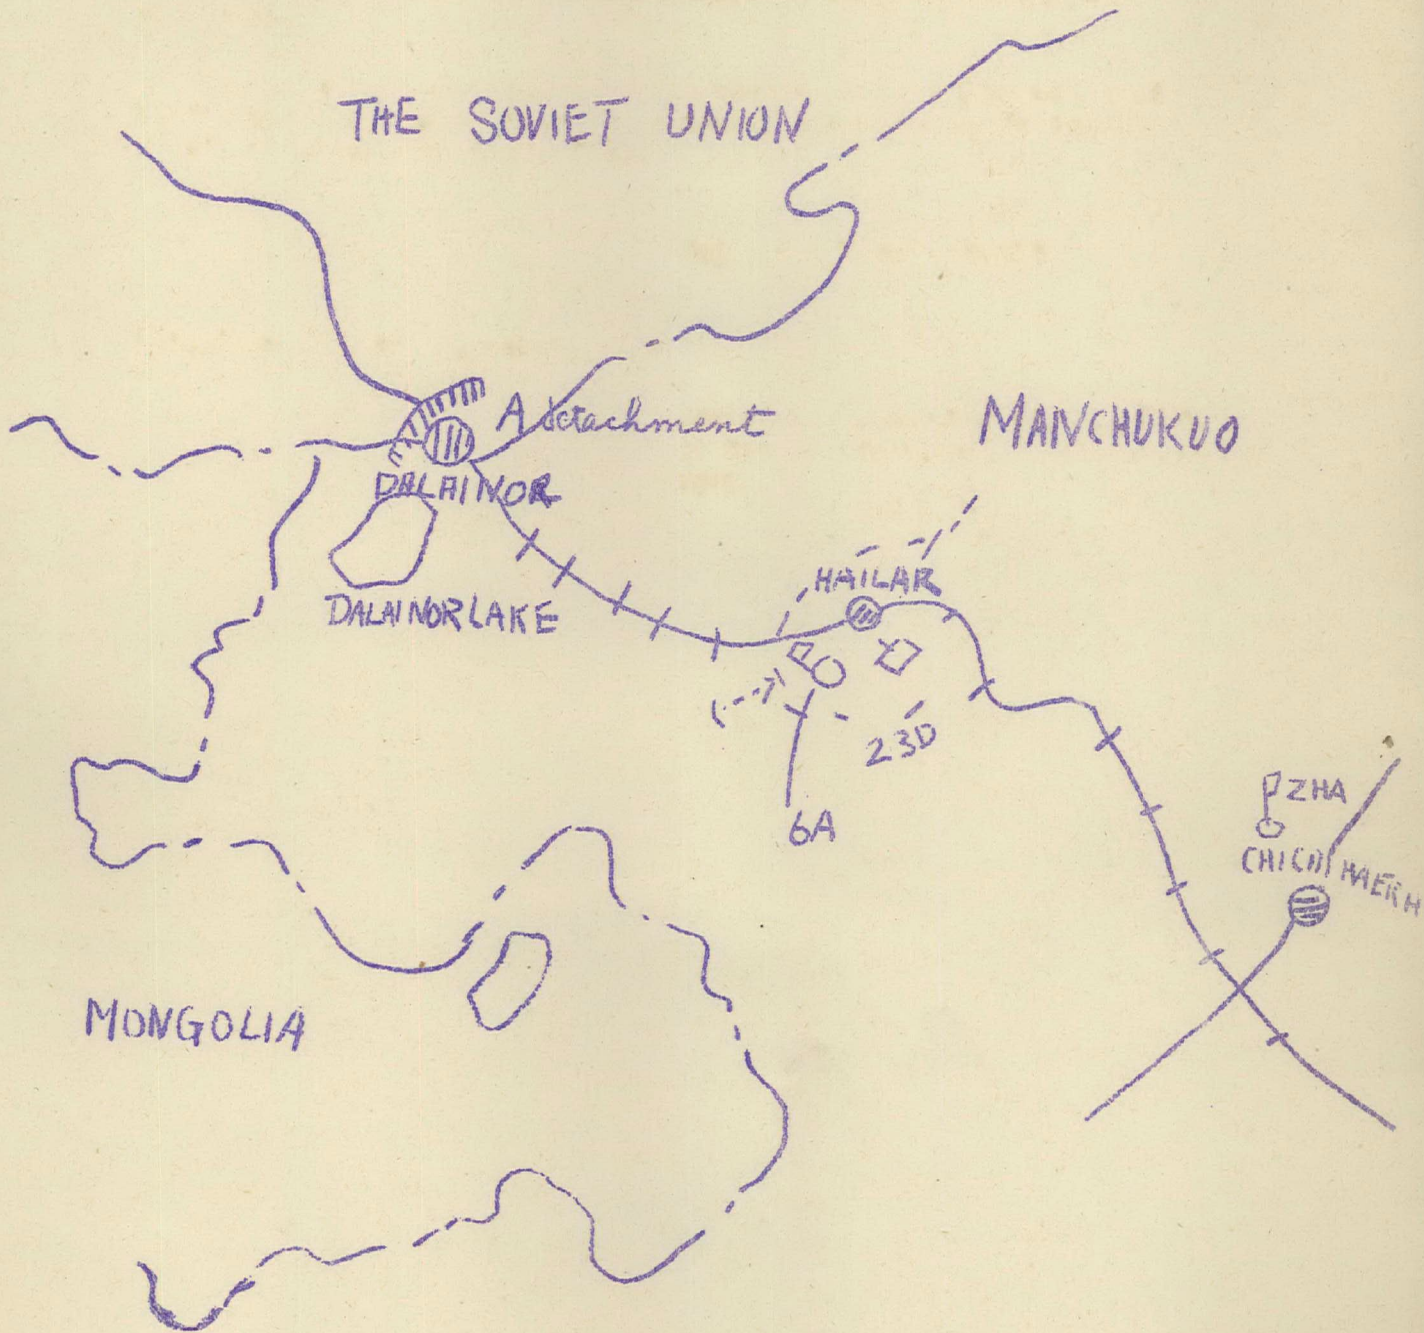 THE SOVIET UNION
A detachment
MANCHUKUO
DALAINOR
HAILAR
DALAINOR LAKE
23D
ZHA
6A
CHICHIHAERH
MONGOLIA